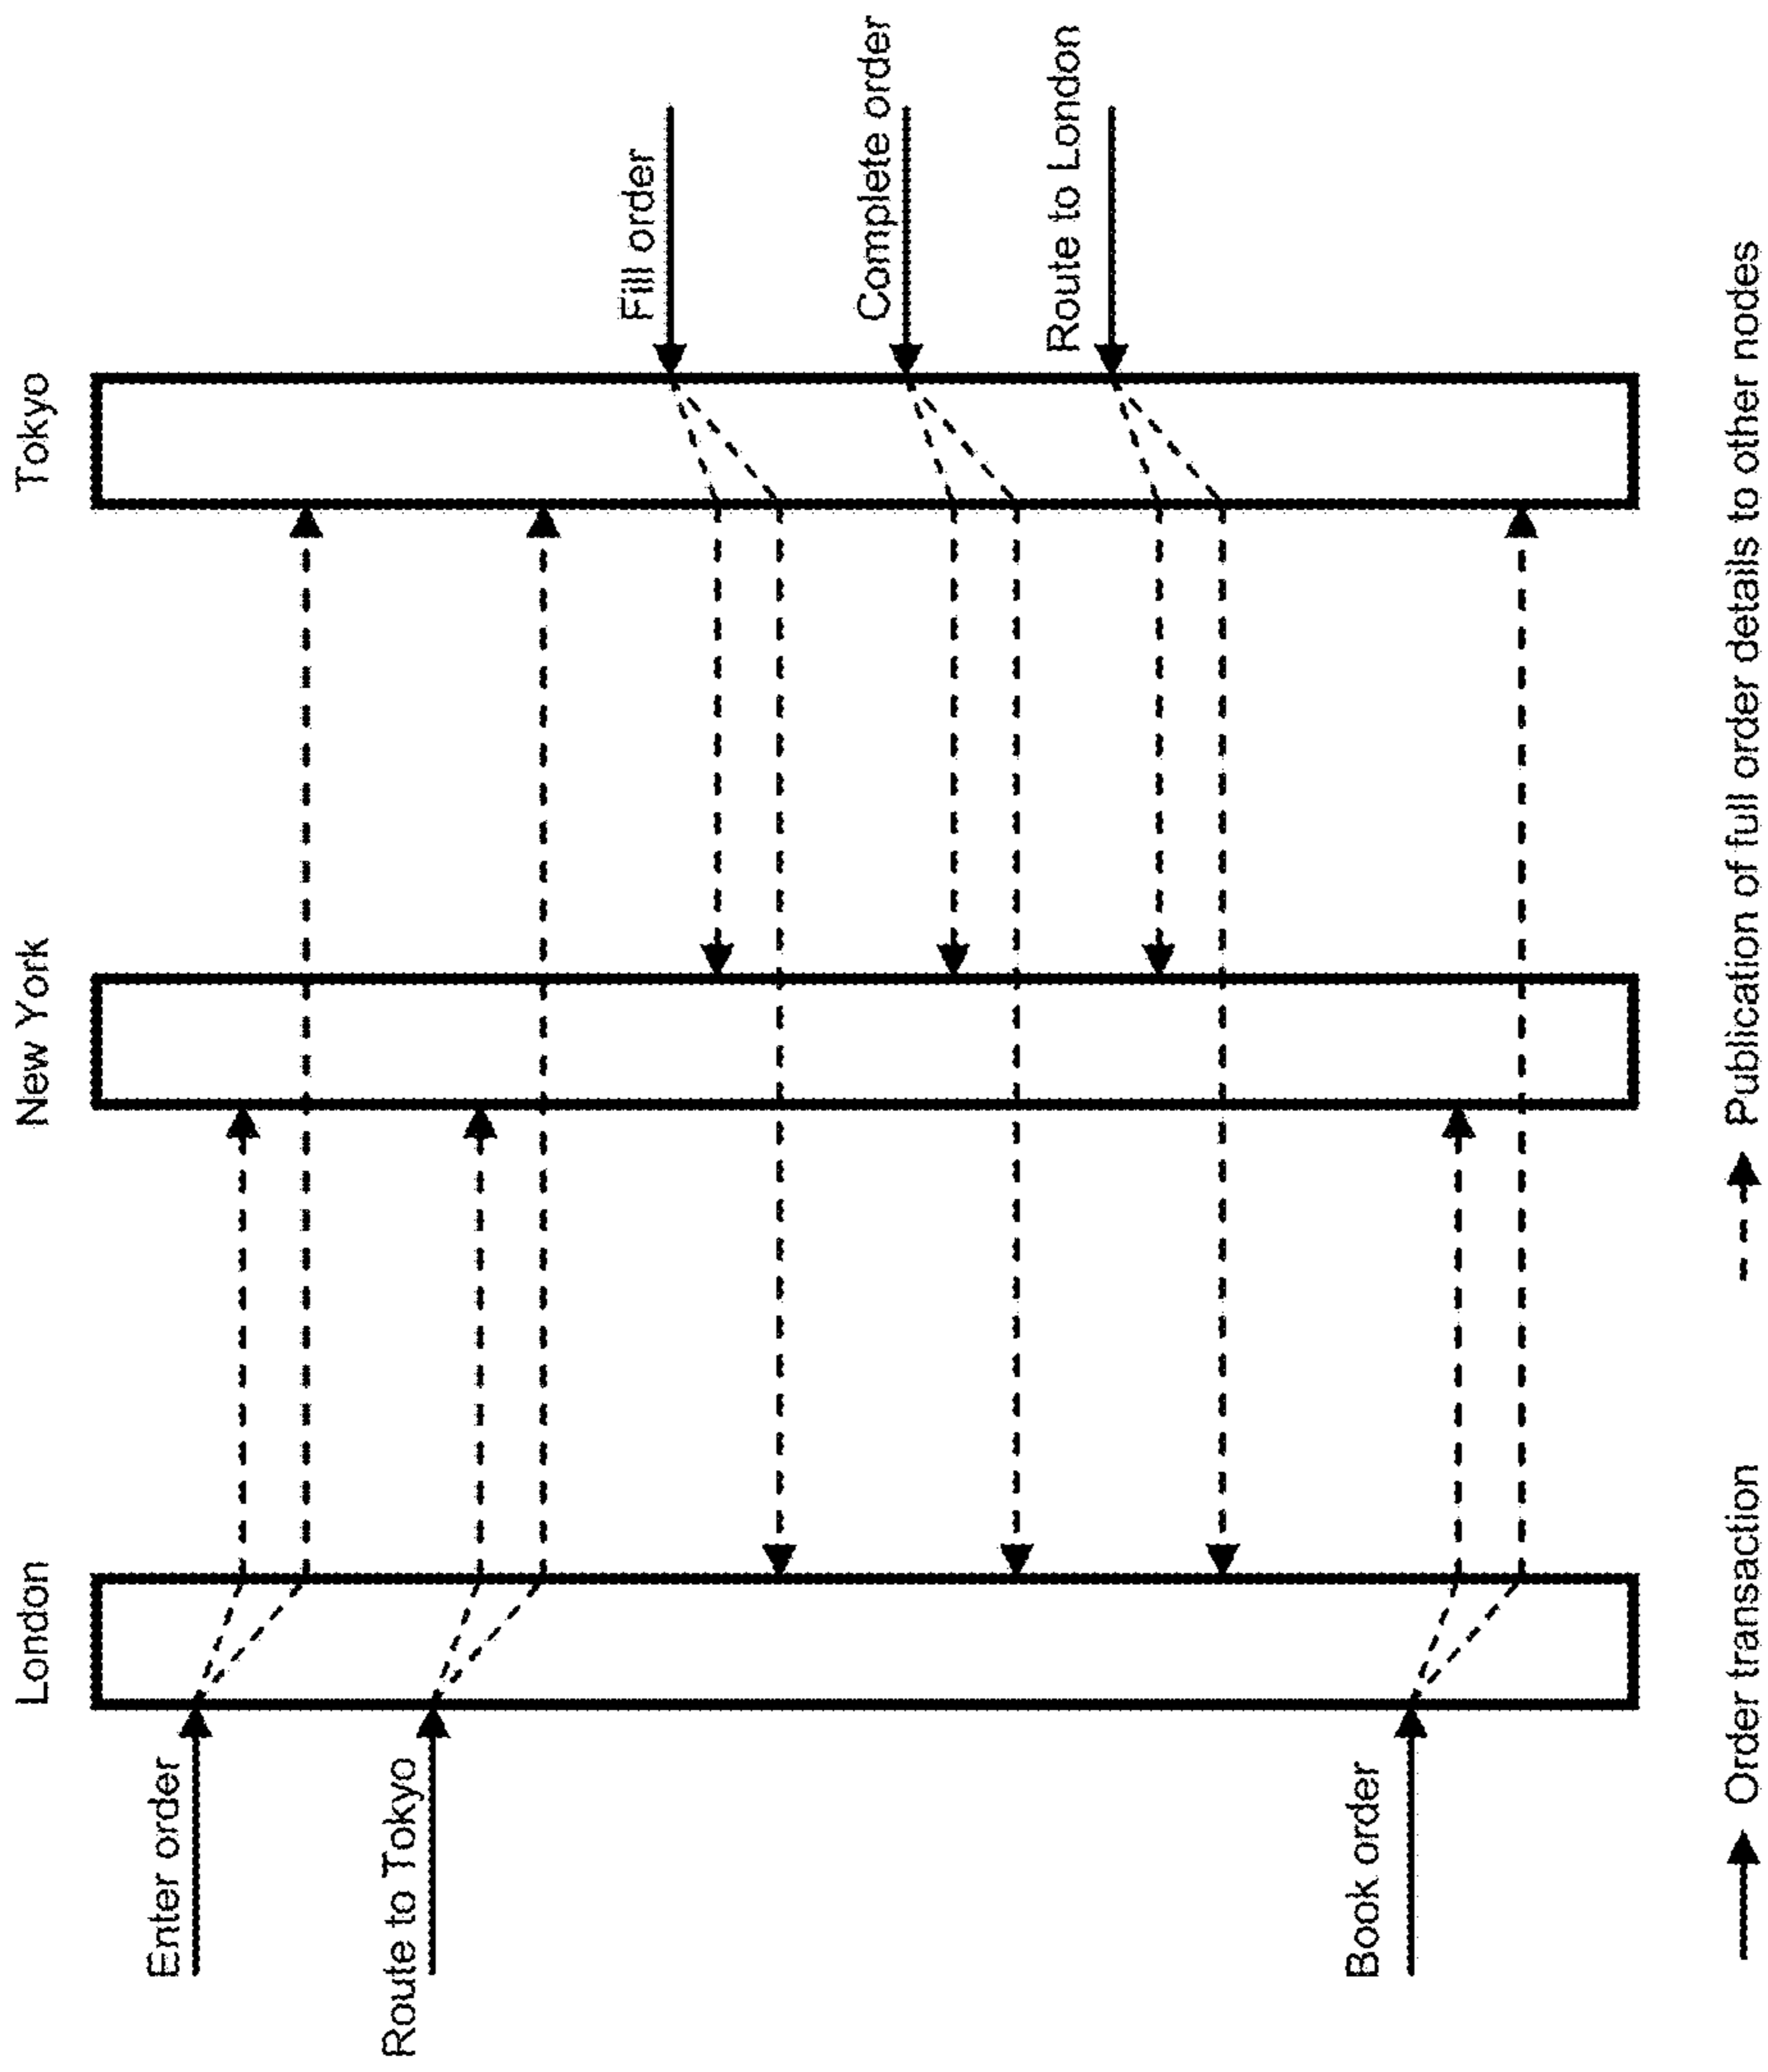 London
New York
Tokyo
Enter order
Route to Tokyo
Fill order
Complete order
Route to London
Book order
Order transaction
Publication of full order details to other nodes